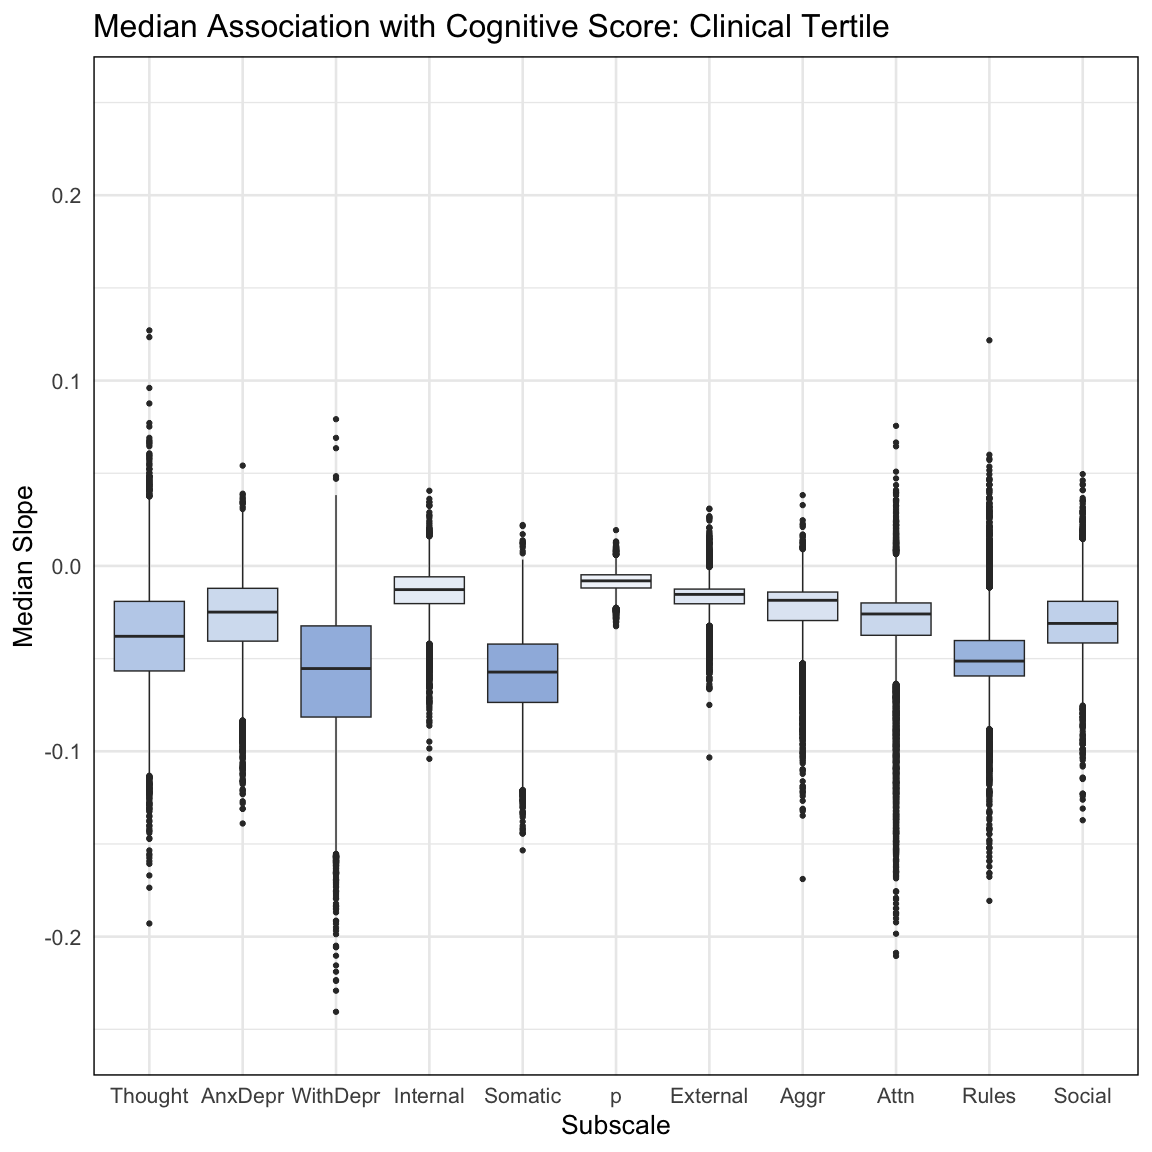 Median Association with Cognitive Score: Clinical Tertile
Median Slope
0.2
0.1
0.0
-0.1
-0.2
Thought AnxDepr WithDepr Internal Somatic p External Aggr Attn Rules Social
Subscale